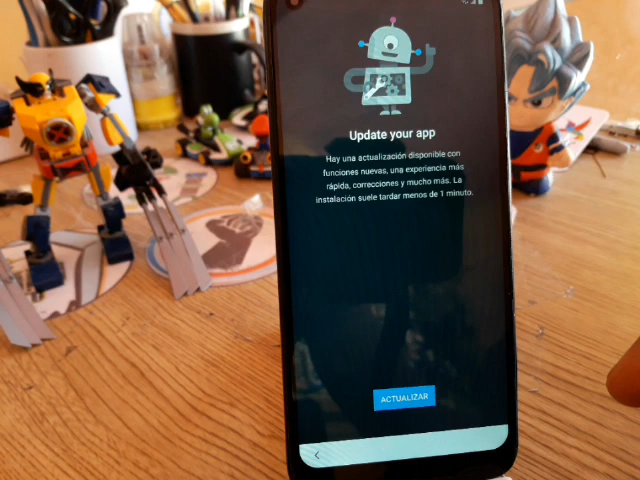 Update your app
Hay una actualización disponible con
funciones nuevas, una experiencia más
rápida, correcciones y mucho más. La
instalación suele tardar menos de 1 minuto.
ACTUALIZAR